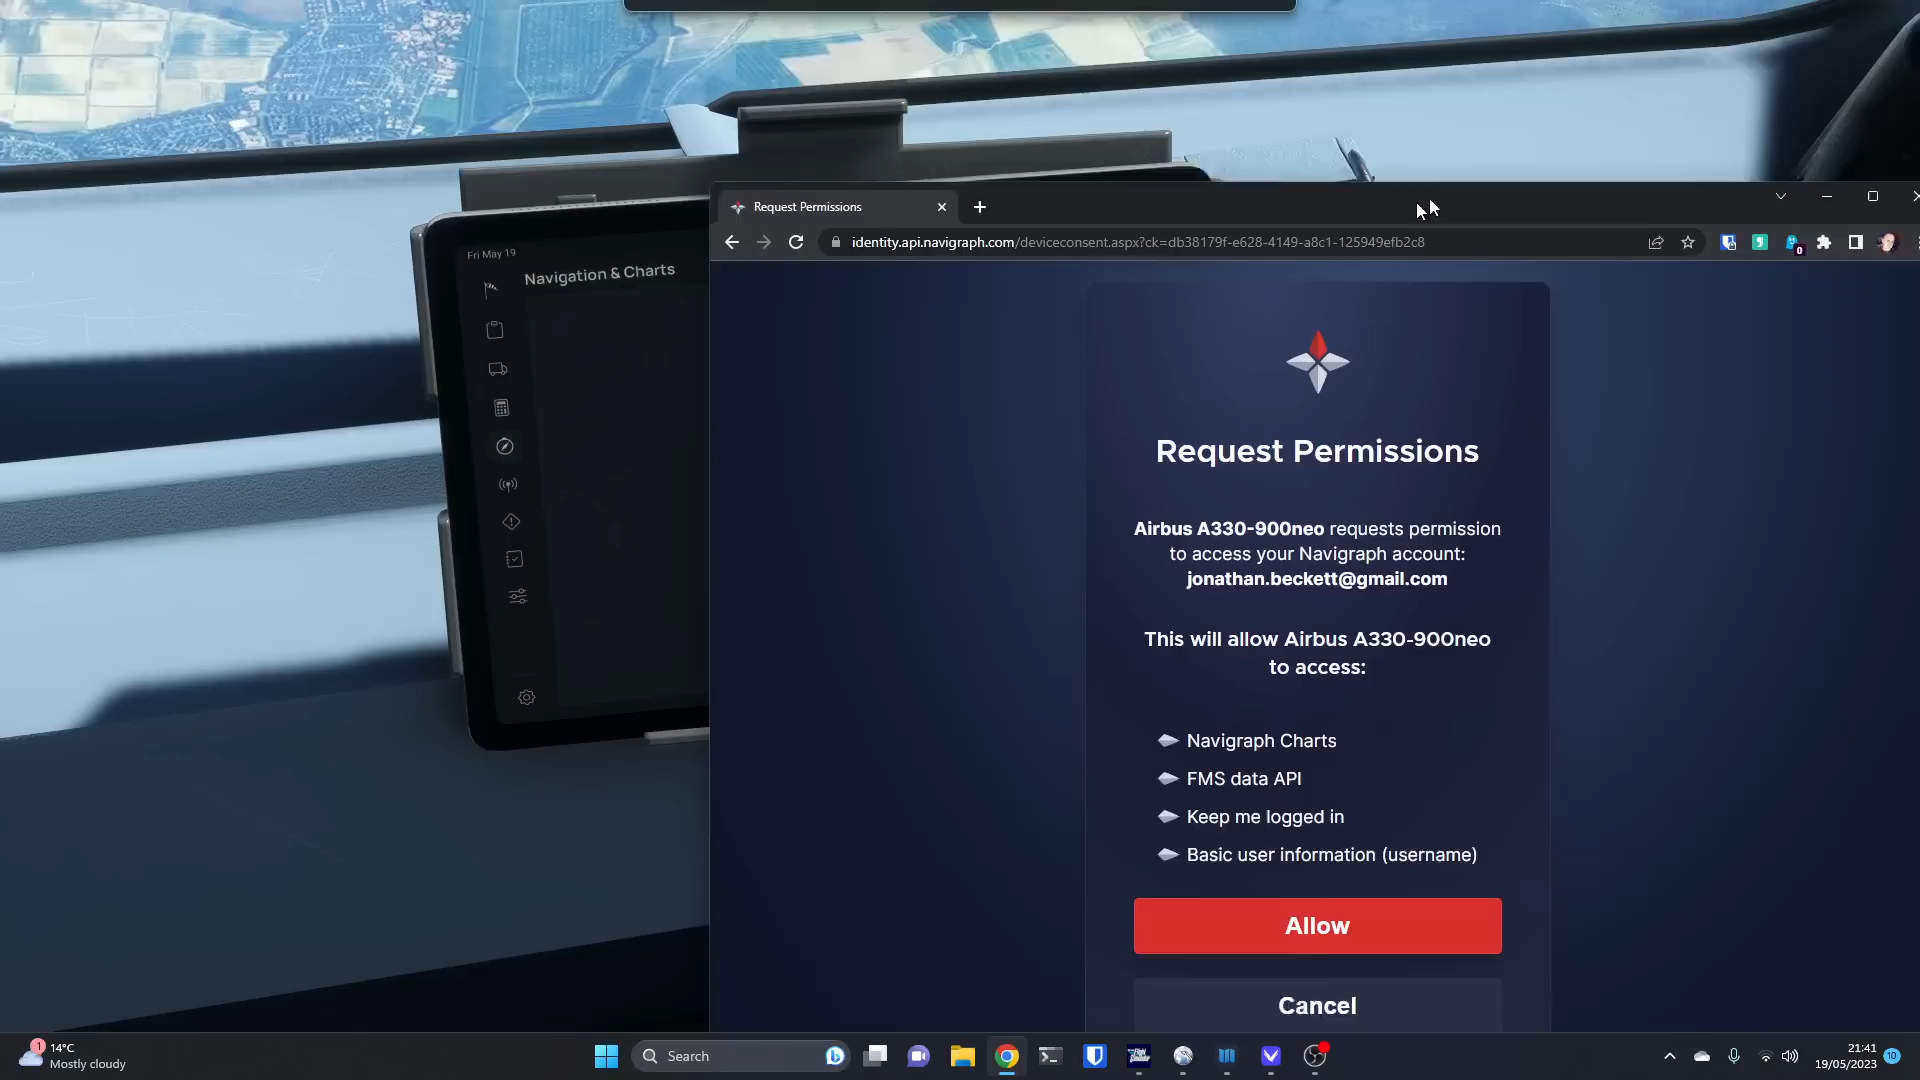 Request Permissions
identity.api.navigraph.com/deviceconsent.aspx?ck=db38179f-e628-4149-a8c1-125949efb2c8
0
Fri May 19
Navigation & Charts
Request Permissions
Airbus A330-900neo requests permission
to access your Navigraph account:
jonathan.beckett@gmail.com
This will allow Airbus A330-900neo
to access:
Navigraph Charts
FMS data API
Keep me logged in
Basic user information (username)
Allow
Cancel
1
14°C
Mostly cloudy
Search
21:41
19/05/2023
10